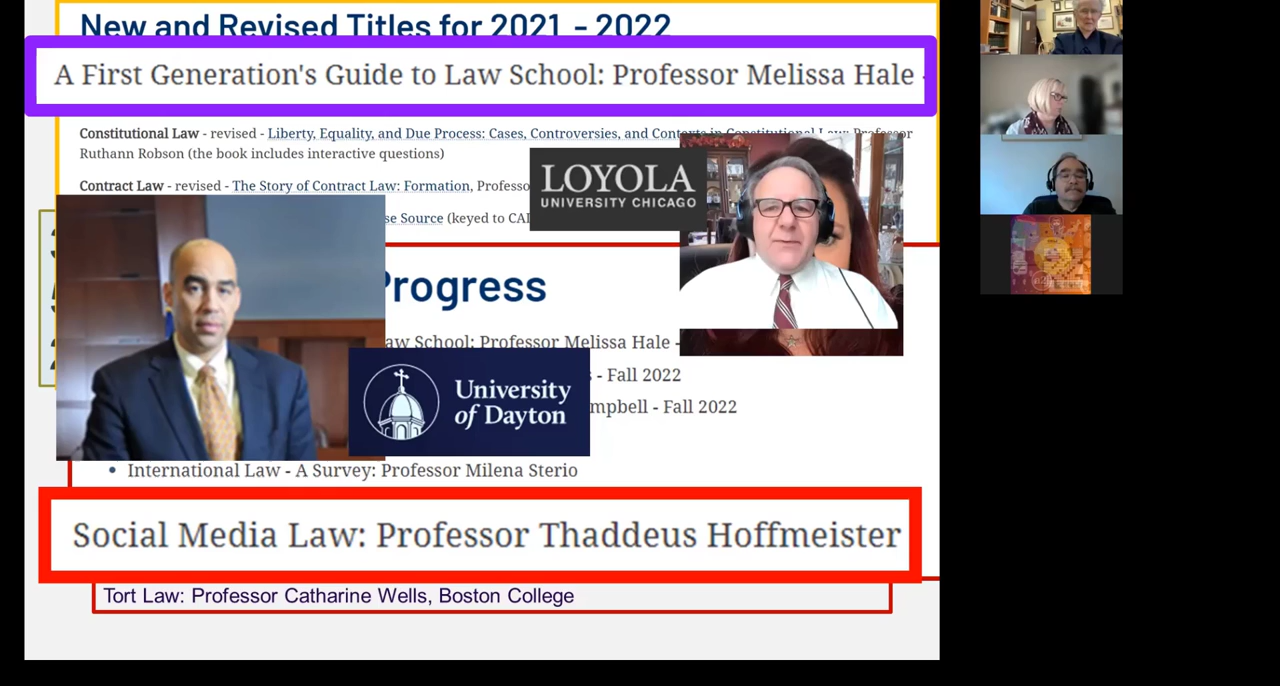 New and Revised Titles for 2021 - 2022
A First Generation's Guide to Law School: Professor Melissa Hale -
Constitutional Law - revised - Liberty, Equality, and Due Process: Cases, Controversies, and Contexts in Constitutional Law Professor
Ruthann Robson (the book includes interactive questions)
Contract Law - revised - The Story of Contract Law: Formation, Professo
se Source (keyed to CAL
LOYOLA
UNIVERSITY CHICAGO
Progress
aw School: Professor Melissa Hale -
s - Fall 2022
mpbell - Fall 2022
University
of Dayton
International Law - A Survey: Professor Milena Sterio
Social Media Law: Professor Thaddeus Hoffmeister
Tort Law: Professor Catharine Wells, Boston College